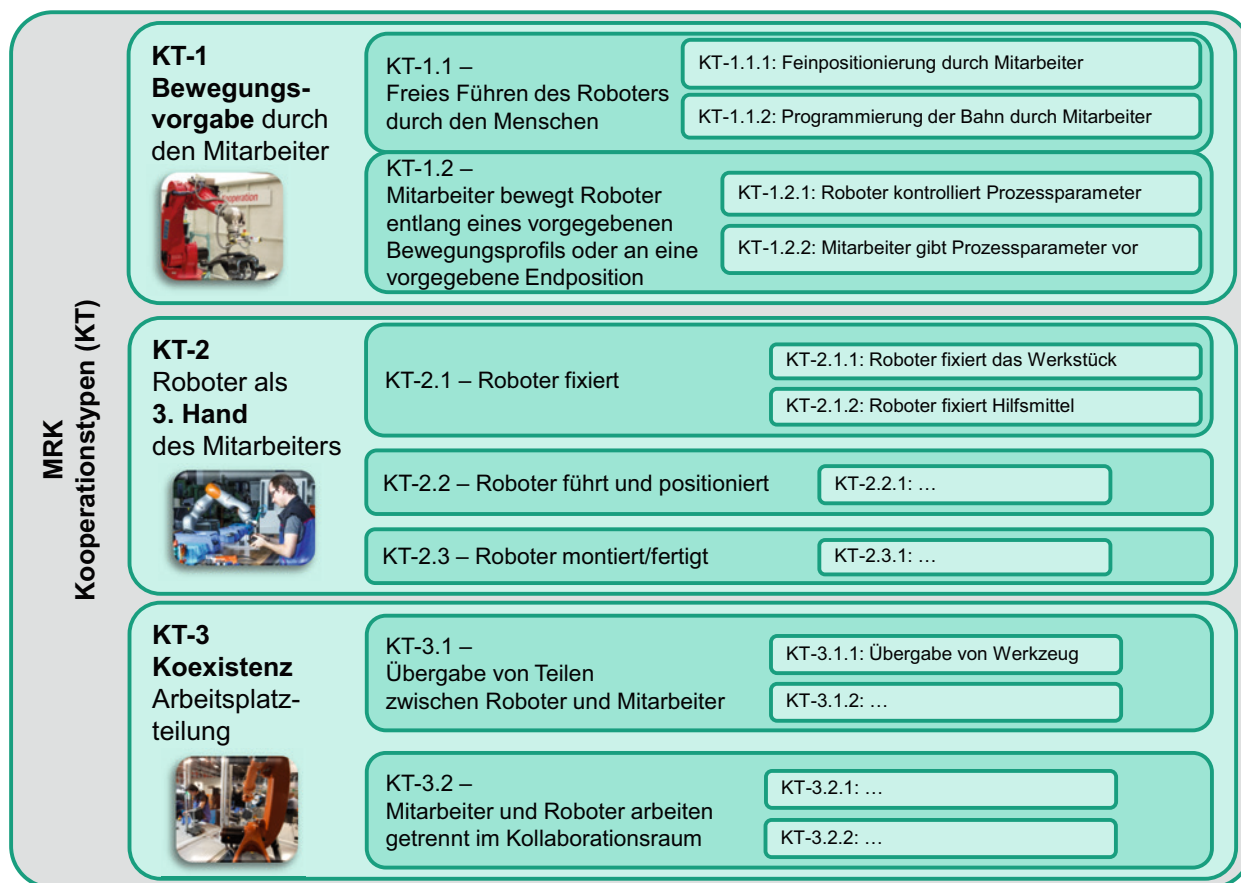 MRK
Kooperationstypen (KT)
KT-1
Bewegungs-
vorgabe durch
den Mitarbeiter
KT-1.1 –
Freies Führen des Roboters
durch den Menschen
KT-1.1.1: Feinpositionierung durch Mitarbeiter
KT-1.1.2: Programmierung der Bahn durch Mitarbeiter
KT-1.2 –
Mitarbeiter bewegt Roboter
entlang eines vorgegebenen
Bewegungsprofils oder an eine
vorgegebene Endposition
KT-1.2.1: Roboter kontrolliert Prozessparameter
KT-1.2.2: Mitarbeiter gibt Prozessparameter vor
KT-2
Roboter als
3. Hand
des Mitarbeiters
KT-2.1 – Roboter fixiert
KT-2.1.1: Roboter fixiert das Werkstück
KT-2.1.2: Roboter fixiert Hilfsmittel
KT-2.2 – Roboter führt und positioniert
KT-2.2.1: …
KT-2.3 – Roboter montiert/fertigt
KT-2.3.1: …
KT-3
Koexistenz
Arbeitsplatz-
teilung
KT-3.1 –
Übergabe von Teilen
zwischen Roboter und Mitarbeiter
KT-3.1.1: Übergabe von Werkzeug
KT-3.1.2: …
KT-3.2 –
Mitarbeiter und Roboter arbeiten
getrennt im Kollaborationsraum
KT-3.2.1: …
KT-3.2.2: …